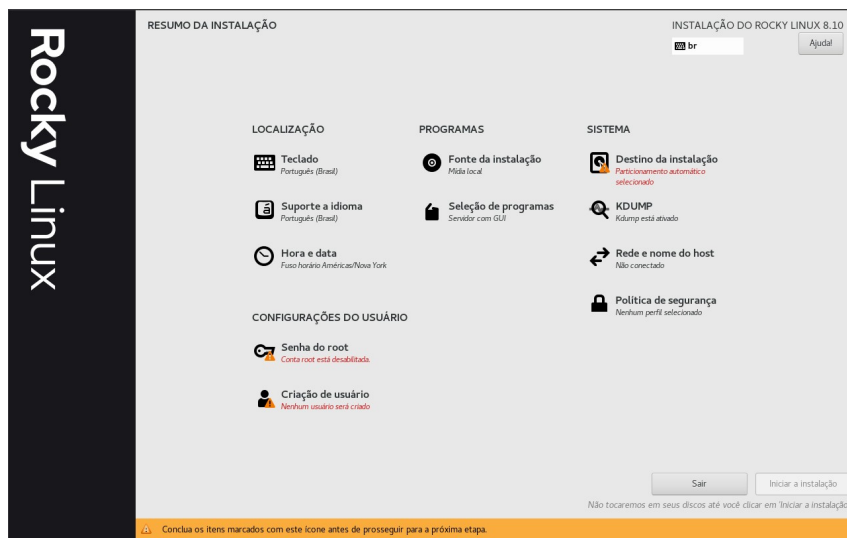 Rocky Linux
RESUMO DA INSTALAÇÃO
INSTALAÇÃO DO ROCKY LINUX 8.10
br
Ajuda!
LOCALIZAÇÃO
Teclado
Português (Brasil)
Suporte a idioma
Português (Brasil)
Hora e data
Fuso horário Américas/Nova York
PROGRAMAS
Fonte da instalação
Mídia local
Seleção de programas
Servidor com GUI
SISTEMA
Destino da instalação
Particionamento automático
selecionado
KDUMP
Kdump está ativado
Rede e nome do host
Não conectado
Política de segurança
Nenhum perfil selecionado
CONFIGURAÇÕES DO USUÁRIO
Senha do root
Conta root está desabilitada.
Criação de usuário
Nenhum usuário será criado
Sair
Iniciar a instalação
Não tocaremos em seus discos até você clicar em 'Iniciar a instalação
Conclua os itens marcados com este ícone antes de prosseguir para a próxima etapa.